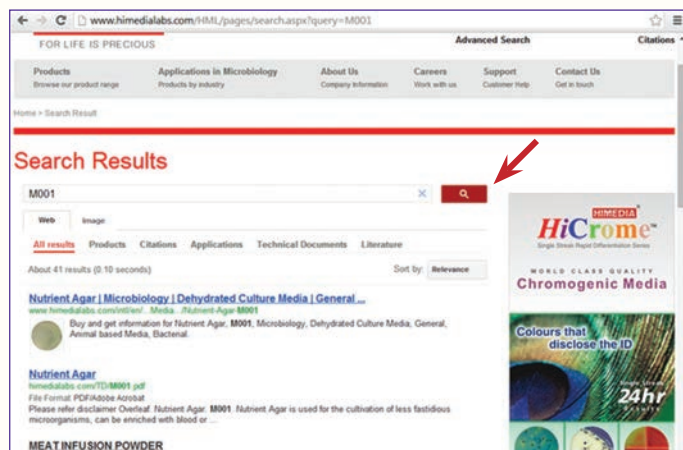 www.himedialabs.com/HML/pages/search.aspx?query=M001
FOR LIFE IS PRECIOUS
Advanced Search
Citations
Products
Browse our product range
Applications in Microbiology
Products by industry
About Us
Company Information
Careers
Work with us
Support
Customer Help
Contact Us
Get in touch
Home > Search Result
Search Results
M001
Web Image
All results Products Citations Applications Technical Documents Literature
About 41 results (0.10 seconds)
Sort by: Relevance
Nutrient Agar | Microbiology | Dehydrated Culture Media | General ...
www.himedialabs.com/intl/en/.. Media.../Nutrient-Agar-M001
Buy and get information for Nutrient Agar, M001, Microbiology, Dehydrated Culture Media, General,
Animal based Media, Bacterial.
Nutrient Agar
himedialabs.com/TD/M001.pdf
File Format: PDF/Adobe Acrobat
Please refer disclaimer Overleaf. Nutrient Agar. M001. Nutrient Agar is used for the cultivation of less fastidious
microorganisms, can be enriched with blood or ...
MEAT INFUSION POWDER
HIMEDIA
HiCrome™
Single Streak Rapid Differentiation Series
WORLD CLASS QUALITY
Chromogenic Media
Colours that
disclose the ID
Single Streak
24hr
Results